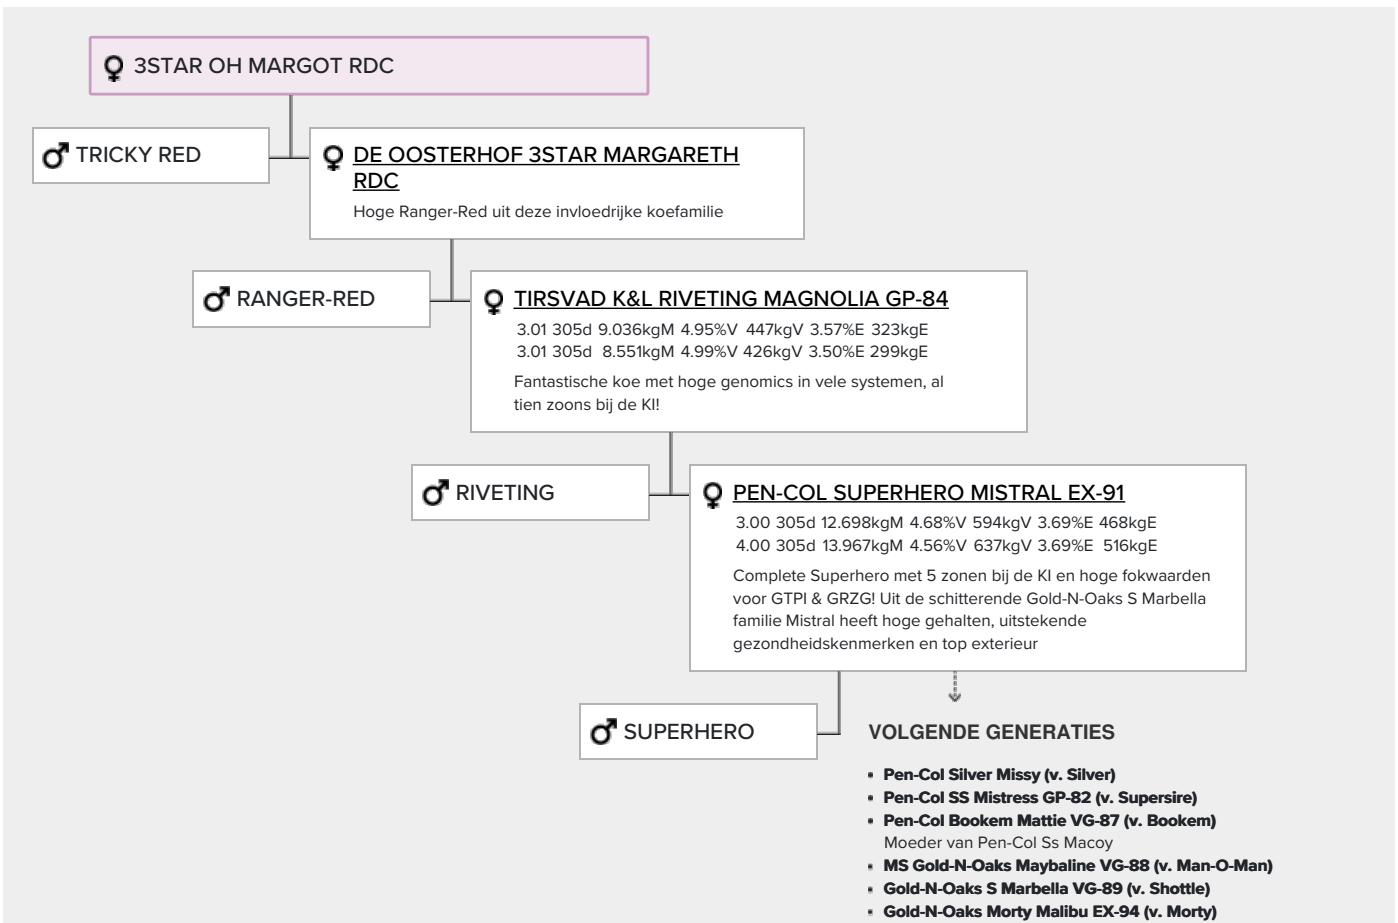 3STAR OH MARGOT RDC
TRICKY RED
DE OOSTERHOF 3STAR MARGARETH
RDC
Hoge Ranger-Red uit deze invloedrijke koefamilie
RANGER-RED
TIRSVAD K&L RIVETING MAGNOLIA GP-84
3.01 305d 9.036kgM 4.95%V 447kgV 3.57%E 323kgE
3.01 305d 8.551kgM 4.99%V 426kgV 3.50%E 299kgE
Fantastische koe met hoge genomics in vele systemen, al
tien zoons bij de KI!
RIVETING
PEN-COL SUPERHERO MISTRAL EX-91
3.00 305d 12.698kgM 4.68%V 594kgV 3.69%E 468kgE
4.00 305d 13.967kgM 4.56%V 637kgV 3.69%E 516kgE
Complete Superhero met 5 zonen bij de KI en hoge fokwaarden
voor GTPI & GRZG! Uit de schitterende Gold-N-Oaks S Marbella
familie Mistral heeft hoge gehalten, uitstekende
gezondheidskenmerken en top exterieur
SUPERHERO
VOLGENDE GENERATIES
• Pen-Col Silver Missy (v. Silver)
• Pen-Col SS Mistress GP-82 (v. Supersire)
• Pen-Col Bookem Mattie VG-87 (v. Bookem)
Moeder van Pen-Col Ss Macoy
• MS Gold-N-Oaks Maybaline VG-88 (v. Man-O-Man)
• Gold-N-Oaks S Marbella VG-89 (v. Shottle)
• Gold-N-Oaks Morty Malibu EX-94 (v. Morty)